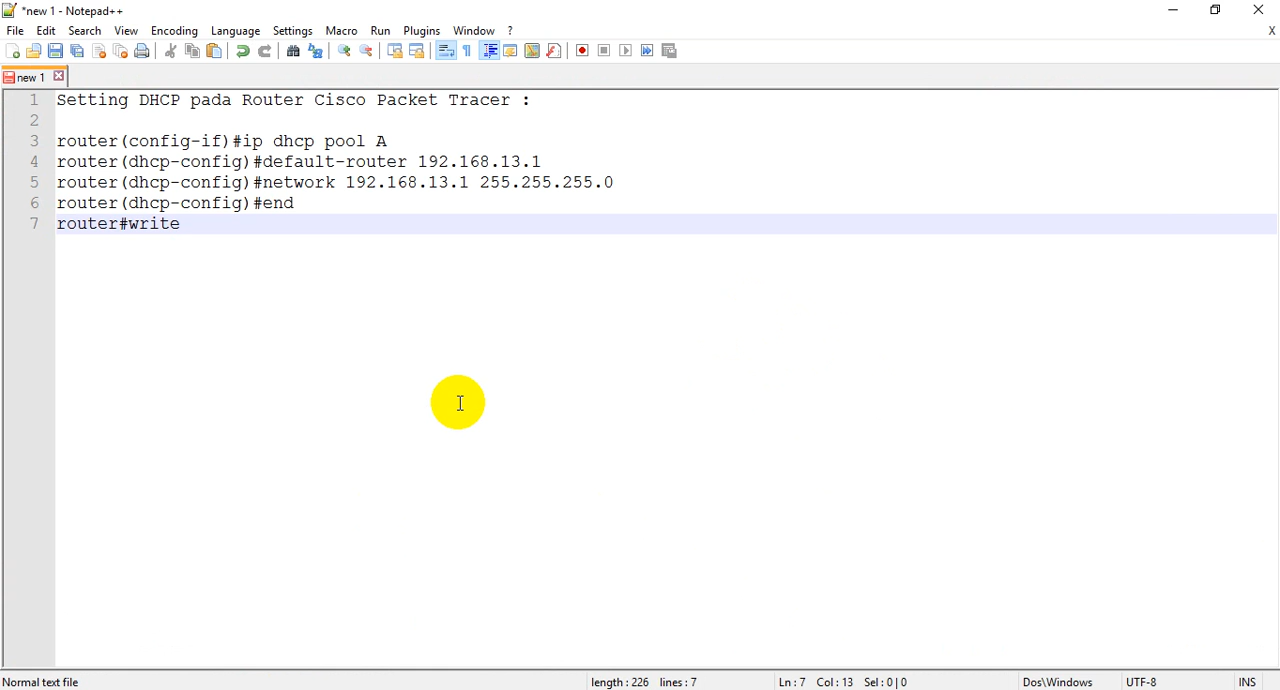 *new 1 - Notepad++
File Edit Search View Encoding Language Settings Macro Run Plugins Window ? X
new 1
1 Setting DHCP pada Router Cisco Packet Tracer :
2
3 router(config-if)#ip dhcp pool A
4 router(dhcp-config)#default-router 192.168.13.1
5 router(dhcp-config)#network 192.168.13.1 255.255.255.0
6 router(dhcp-config)#end
7 router#write
Normal text file length : 226 lines : 7 Ln : 7 Col : 13 Sel : 0 | 0 Dos\Windows UTF-8 INS